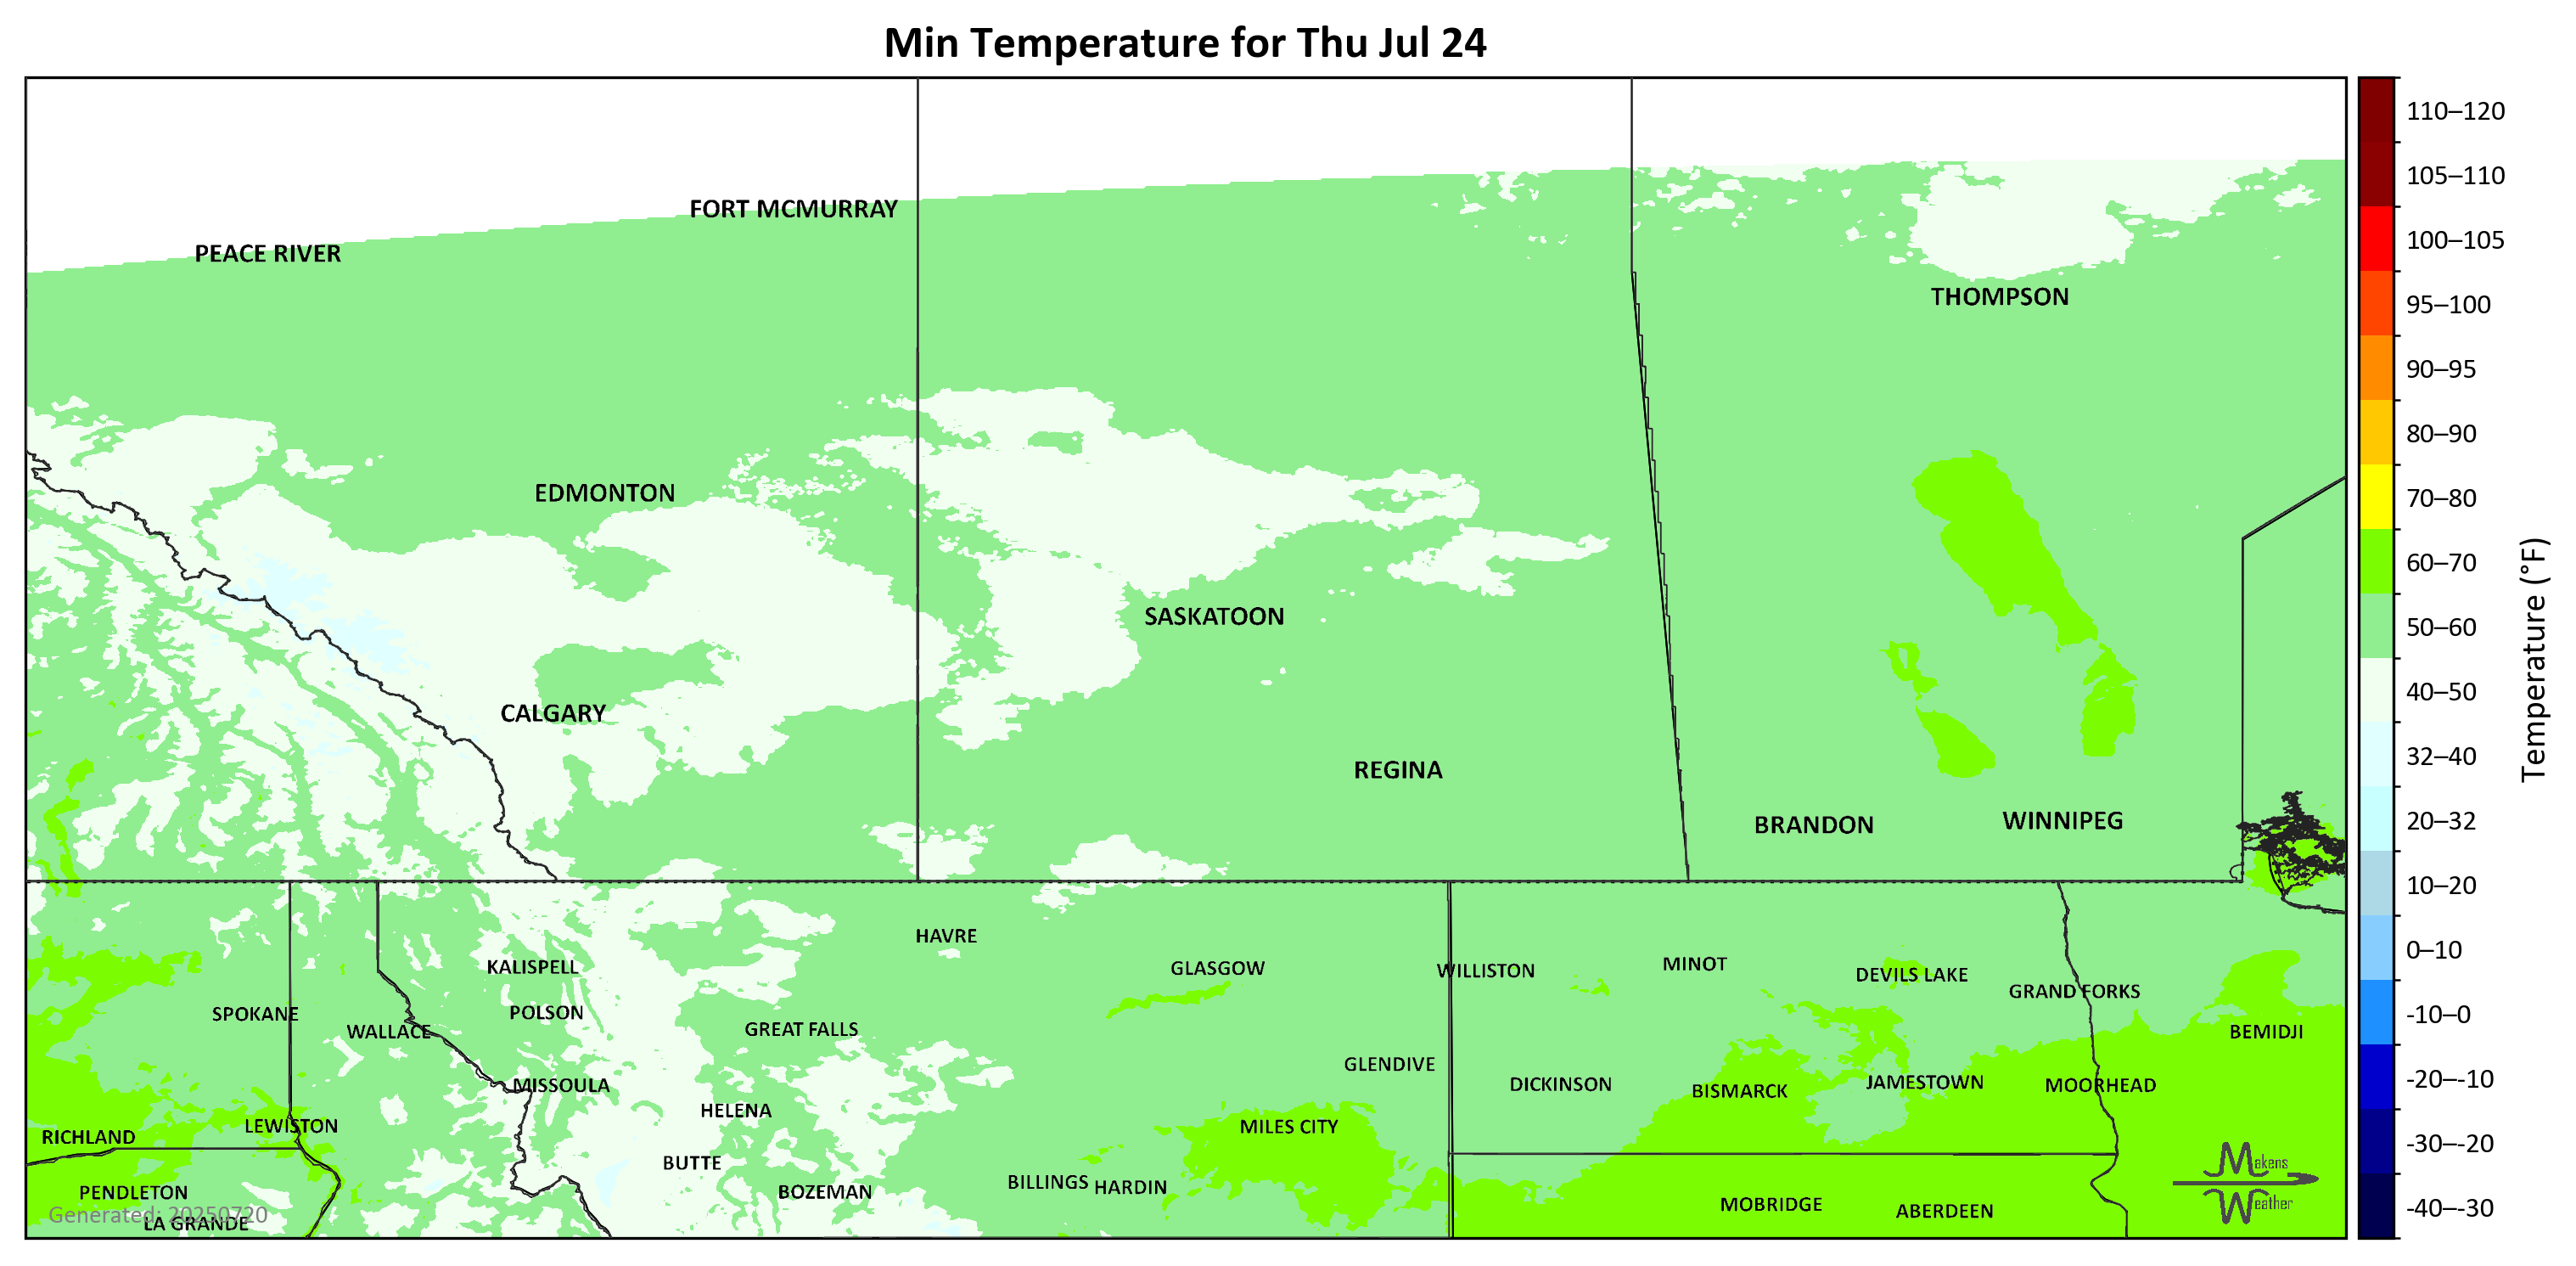 Min Temperature for Thu Jul 24
110–120
105–110
100–105
95–100
90–95
80–90
70–80
60–70
50–60
40–50
32–40
20–32
10–20
0–10
-10–0
-20–-10
-30–-20
-40–-30
Temperature (°F)
FORT MCMURRAY
PEACE RIVER
THOMPSON
EDMONTON
SASKATOON
CALGARY
REGINA
BRANDON
WINNIPEG
HAVRE
KALISPELL
GLASGOW
WILLISTON
MINOT
DEVILS LAKE
GRAND FORKS
SPOKANE
POLSON
WALLACE
GREAT FALLS
BEMIDJI
GLENDIVE
MISSOULA
DICKINSON
BISMARCK
JAMESTOWN
MOORHEAD
HELENA
LEWISTON
RICHLAND
MILES CITY
BUTTE
BILLINGS
HARDIN
BOZEMAN
PENDLETON
LA GRANDE
MOBRIDGE
ABERDEEN
Generated: 20250720
Makens
Weather